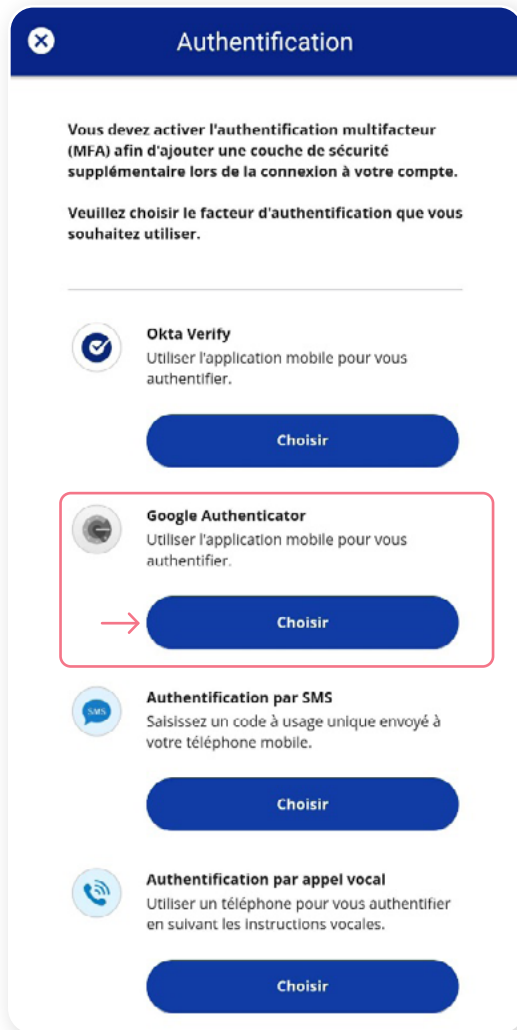 Authentification
Vous devez activer l'authentification multifacteur
(MFA) afin d'ajouter une couche de sécurité
supplémentaire lors de la connexion à votre compte.
Veuillez choisir le facteur d'authentification que vous
souhaitez utiliser.
Okta Verify
Utiliser l'application mobile pour vous
authentifier.
Choisir
Google Authenticator
Utiliser l'application mobile pour vous
authentifier.
Choisir
SMS
Authentification par SMS
Saisissez un code à usage unique envoyé à
votre téléphone mobile.
Choisir
Authentification par appel vocal
Utiliser un téléphone pour vous authentifier
en suivant les instructions vocales.
Choisir